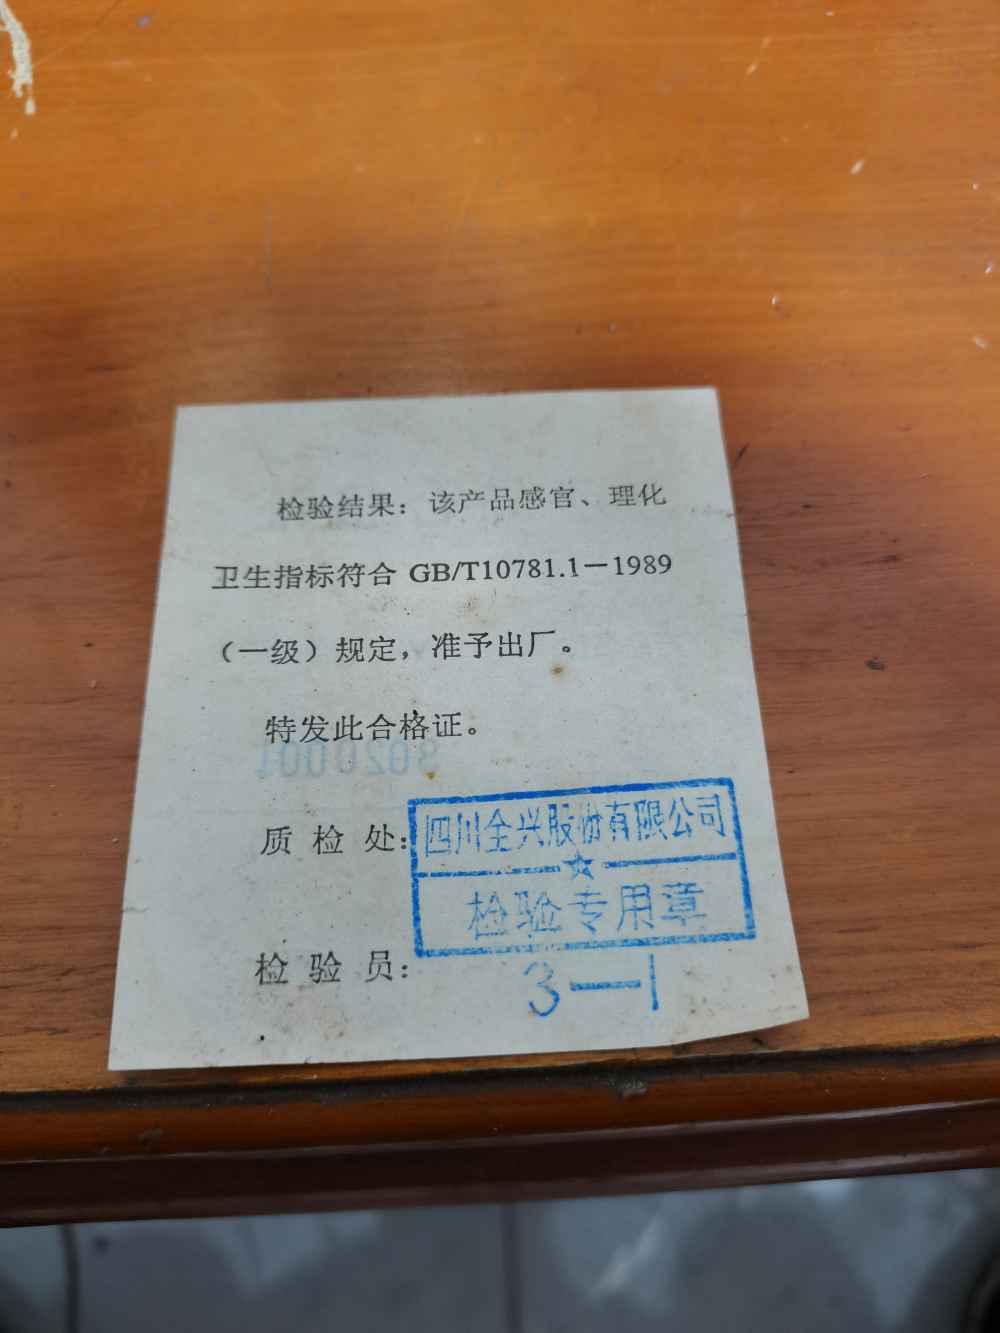 检验结果：该产品感官、理化
卫生指标符合 GB/T10781.1－1989
（一级）规定，准予出厂。
特发此合格证。
质 检 处：
四川全兴股份有限公司
检验专用章
检 验 员：
3—1